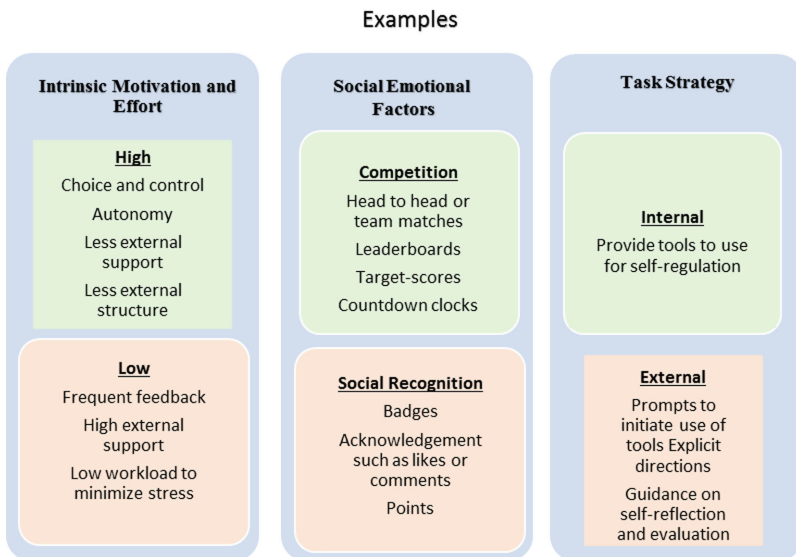 Examples
Intrinsic Motivation and
Effort
High
Choice and control
Autonomy
Less external
support
Less external
structure
Low
Frequent feedback
High external
support
Low workload to
minimize stress
Social Emotional
Factors
Competition
Head to head or
team matches
Leaderboards
Target-scores
Countdown clocks
Social Recognition
Badges
Acknowledgement
such as likes or
comments
Points
Task Strategy
Internal
Provide tools to use
for self-regulation
External
Prompts to
initiate use of
tools Explicit
directions
Guidance on
self-reflection
and evaluation